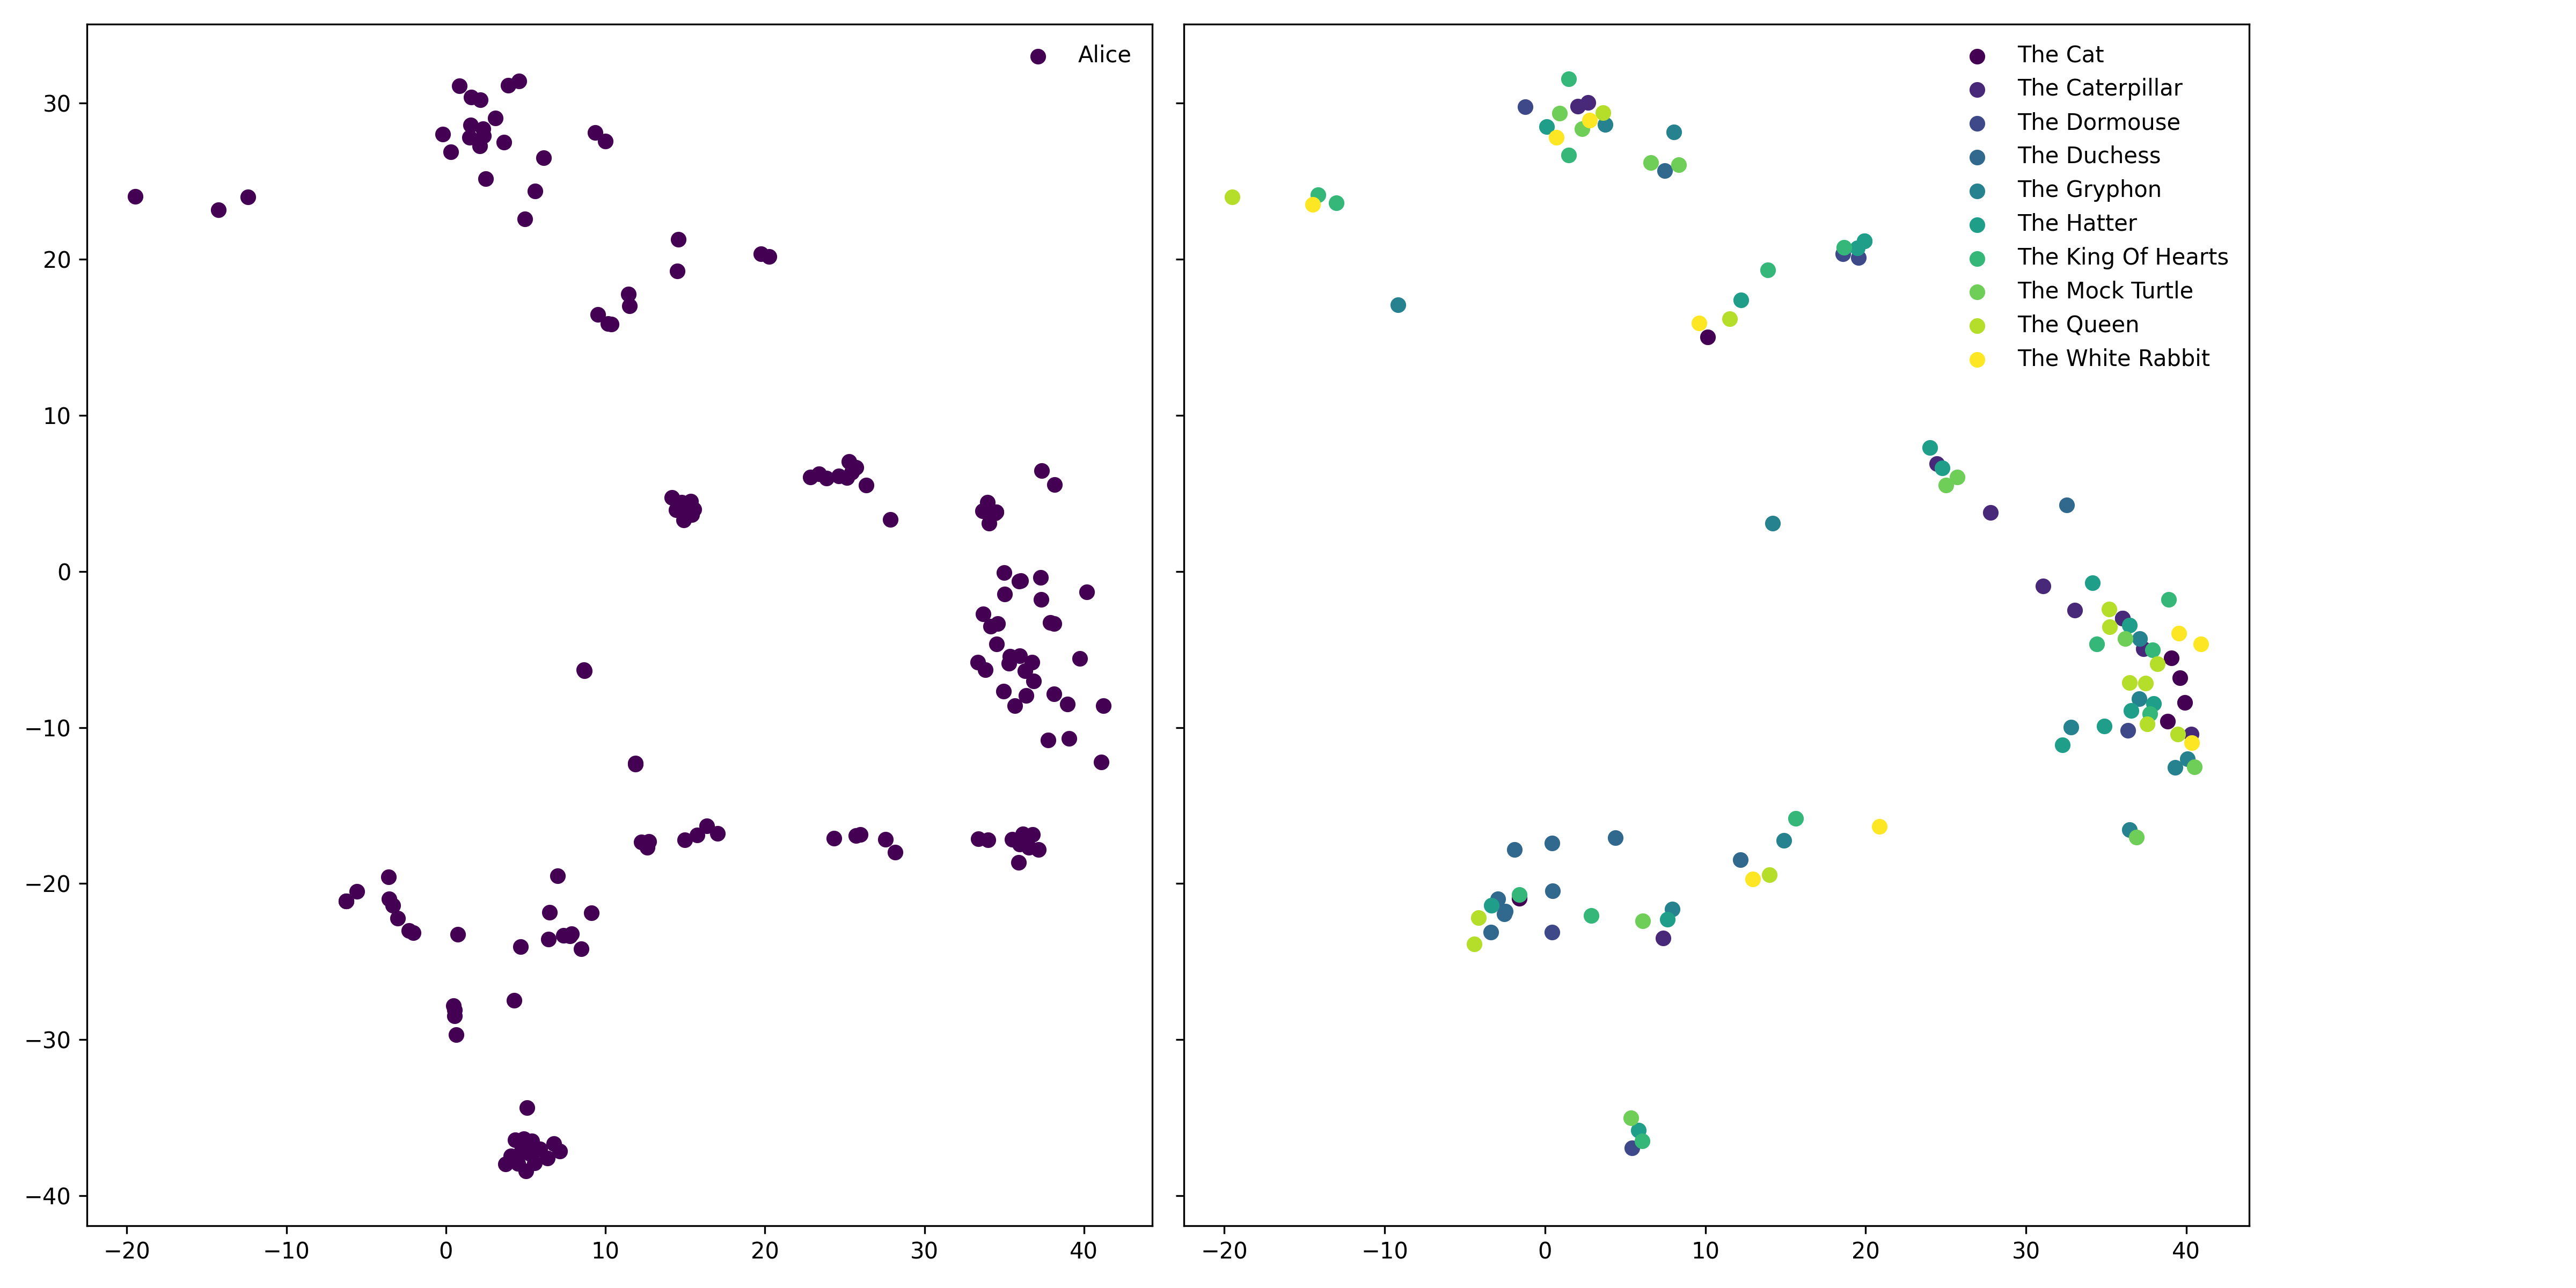 Alice
30
20
10
0
−10
−20
−30
−40
−20 −10 0 10 20 30 40
The Cat
The Caterpillar
The Dormouse
The Duchess
The Gryphon
The Hatter
The King Of Hearts
The Mock Turtle
The Queen
The White Rabbit
−20 −10 0 10 20 30 40